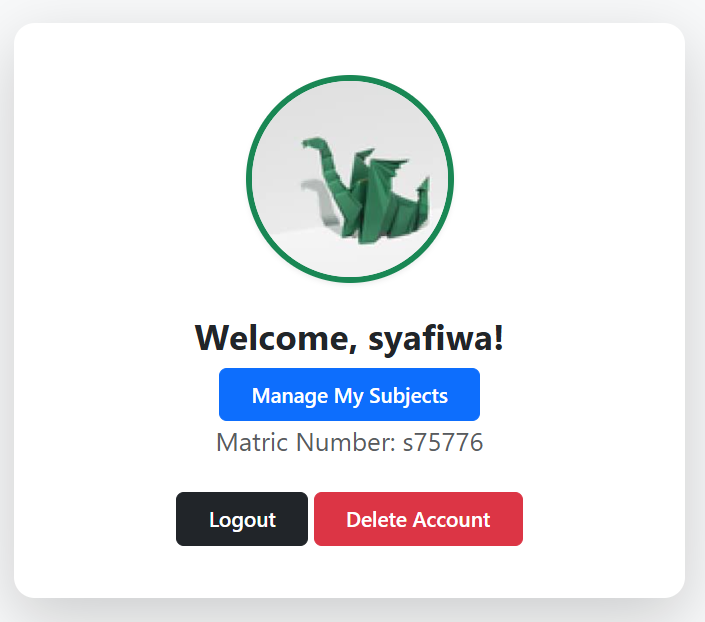 Welcome, syafiwa!
Manage My Subjects
Matric Number: s75776
Logout Delete Account